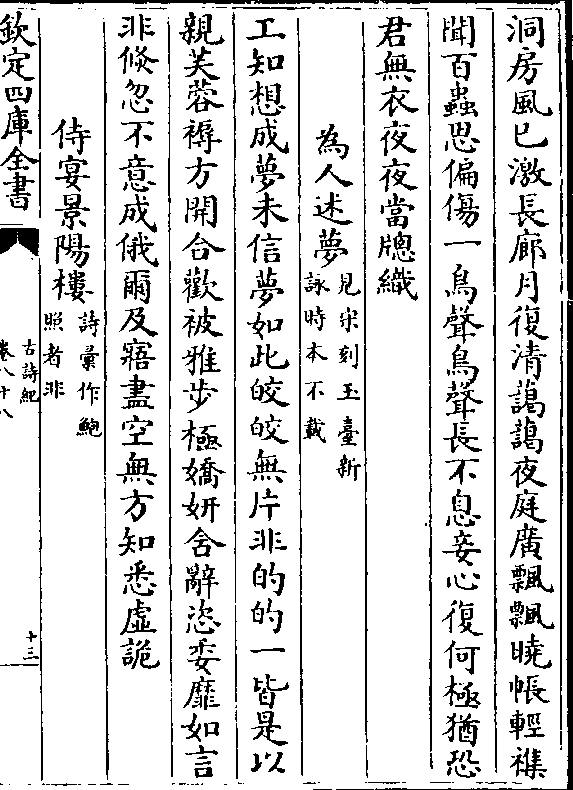 洞房風已激長廊月復清藹藹夜庭廣飄飄曉帳輕襍
聞百蟲思偏傷一鳥聲鳥聲長不息妾心復何極猶恐
君無衣夜夜當牕織
為人述夢見宋刻玉臺新
詠時本不載
工知想成夢未信夢如此皎皎無片非的的一皆是以
親芙蓉褥方開合歡被雅步極嬌妍含辭恣委靡如言
非倐忽不意成俄爾及寤盡空無方知悉虛詭
侍宴景陽樓詩彙作鮑
照者非
欽定四庫全書
古詩紀
卷八十八
十三